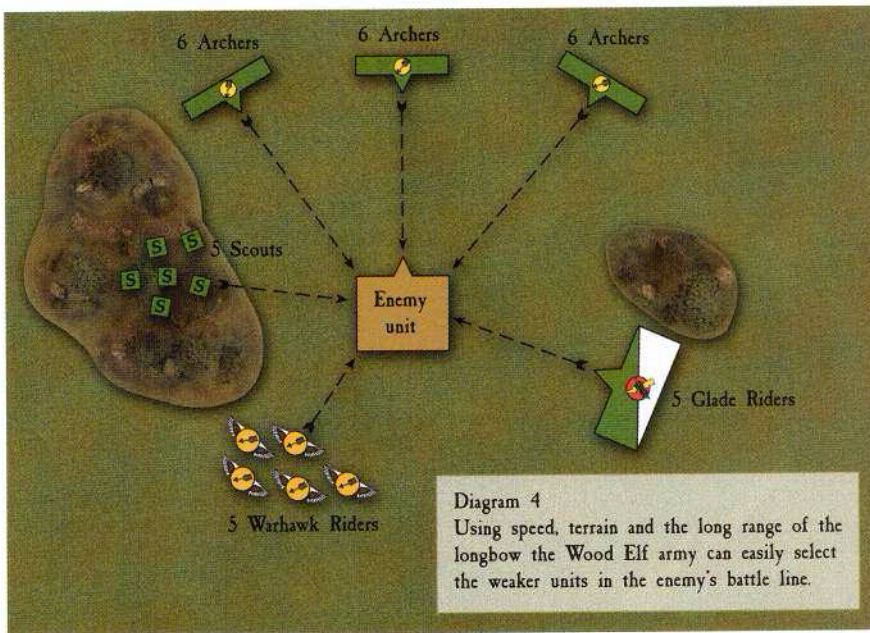 6 Archers
6 Archers
6 Archers
S
S
5 Scouts
S
S
S
S
Enemy
unit
5 Glade Riders
5 Warhawk Riders
Diagram 4
Using speed, terrain and the long range of the
longbow the Wood Elf army can easily select
the weaker units in the enemy's battle line.